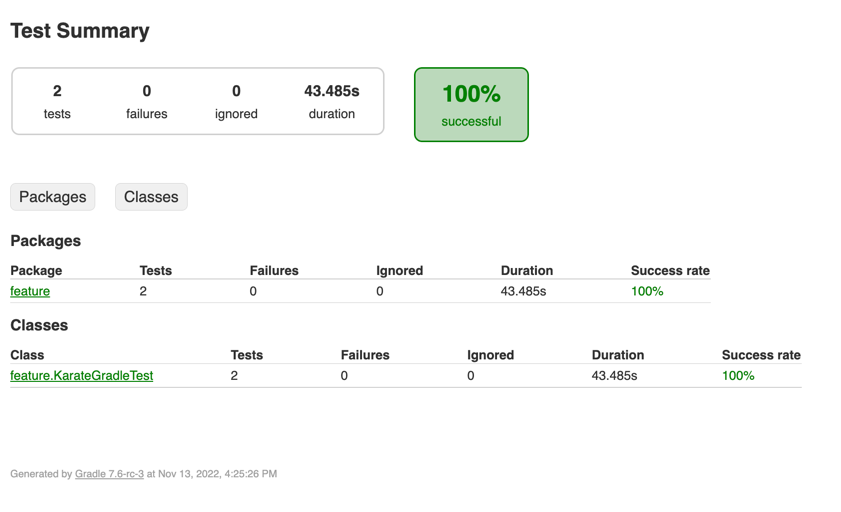 Test Summary
2 0 0 43.485s
tests failures ignored duration
100%
successful
Packages Classes
Packages
Package Tests Failures Ignored Duration Success rate
feature 2 0 0 43.485s 100%
Classes
Class Tests Failures Ignored Duration Success rate
feature.KarateGradleTest 2 0 0 43.485s 100%
Generated by Gradle 7.6-rc-3 at Nov 13, 2022, 4:25:26 PM